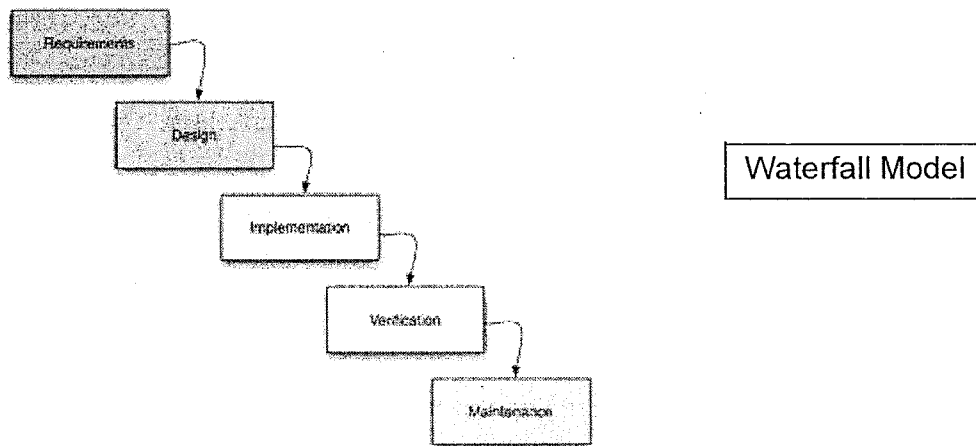 Requirements
Design
Waterfall Model
Implementation
Verification
Maintenance